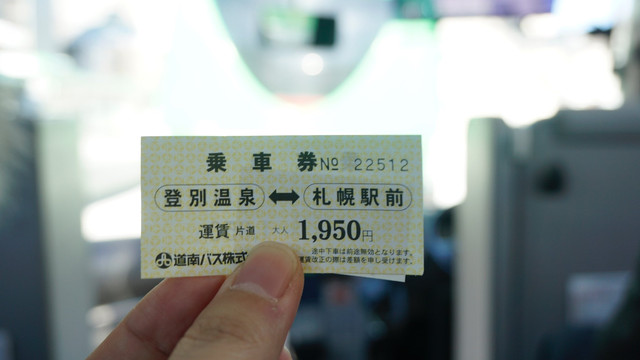 乗車券 No 22512
登別温泉 ↔ 札幌駅前
運賃 片道 大人 1,950円
途中下車は前途無効となります。
道南バス株式
運賃改正の際は差額を申し受けます。